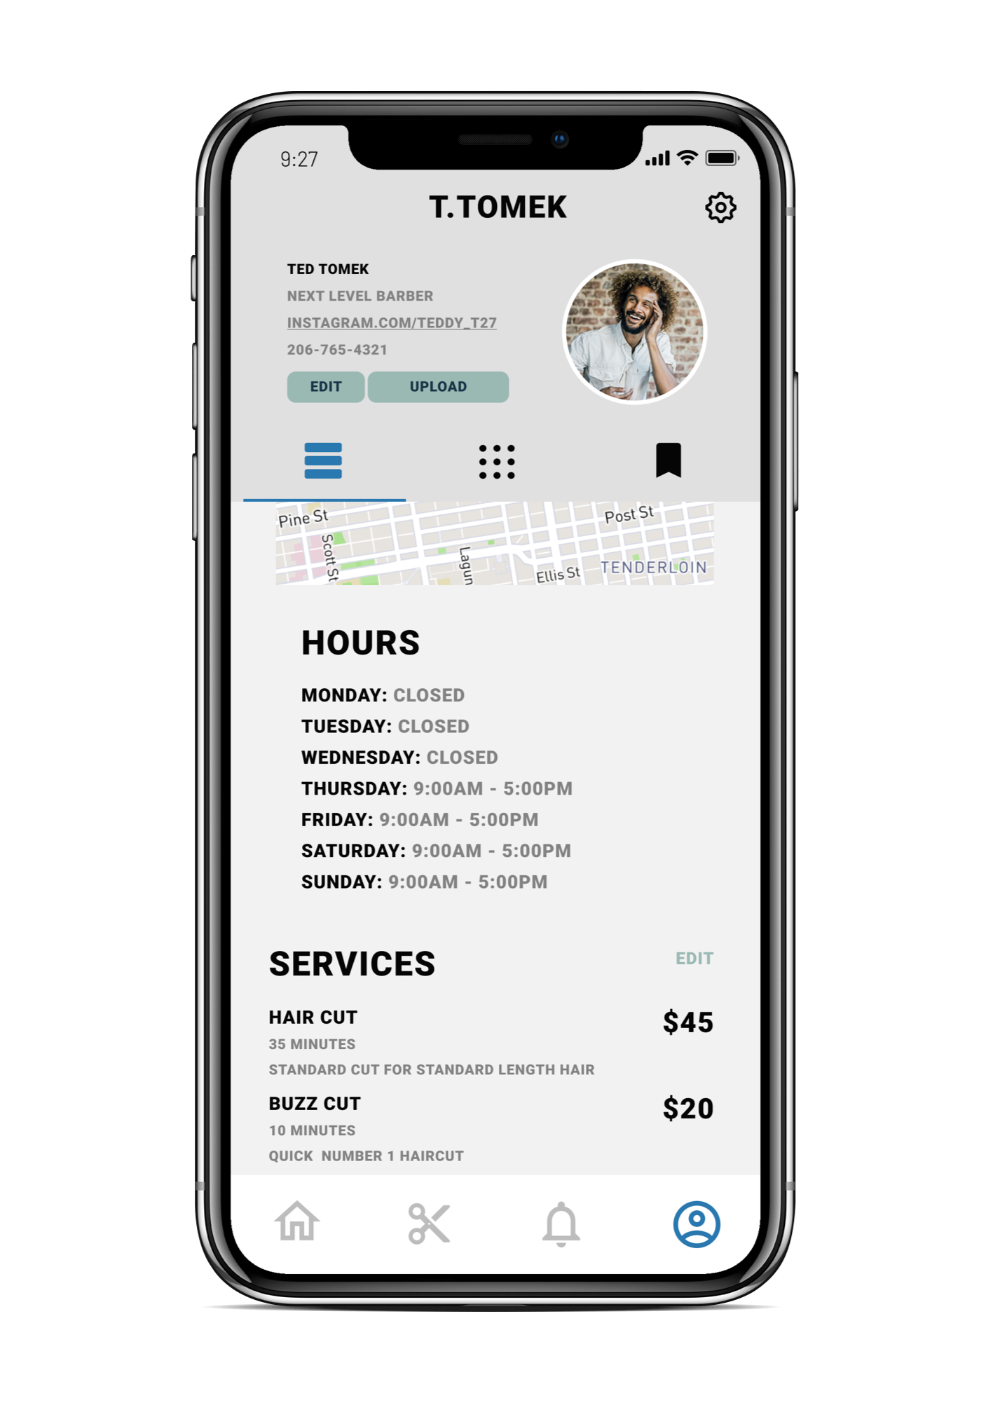 9:27
T.TOMEK
TED TOMEK
NEXT LEVEL BARBER
INSTAGRAM.COM/TEDDY_T27
206-765-4321
EDIT
UPLOAD
Pine St
Post St
Scott St
Lagun
Ellis St
TENDERLOIN
HOURS
MONDAY: CLOSED
TUESDAY: CLOSED
WEDNESDAY: CLOSED
THURSDAY: 9:00AM - 5:00PM
FRIDAY: 9:00AM - 5:00PM
SATURDAY: 9:00AM - 5:00PM
SUNDAY: 9:00AM - 5:00PM
SERVICES
EDIT
HAIR CUT
$45
35 MINUTES
STANDARD CUT FOR STANDARD LENGTH HAIR
BUZZ CUT
$20
10 MINUTES
QUICK  NUMBER 1 HAIRCUT